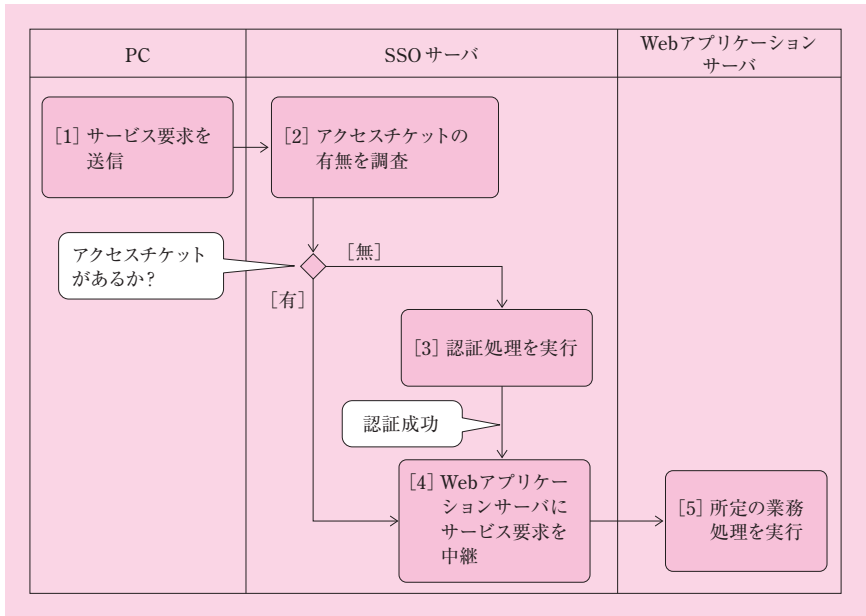 PC
SSOサーバ
Webアプリケーション
サーバ
[1] サービス要求を
送信
[2] アクセスチケットの
有無を調査
アクセスチケット
があるか?
[無]
[有]
[3] 認証処理を実行
認証成功
[4] Webアプリケー
ションサーバに
サービス要求を
中継
[5] 所定の業務
処理を実行